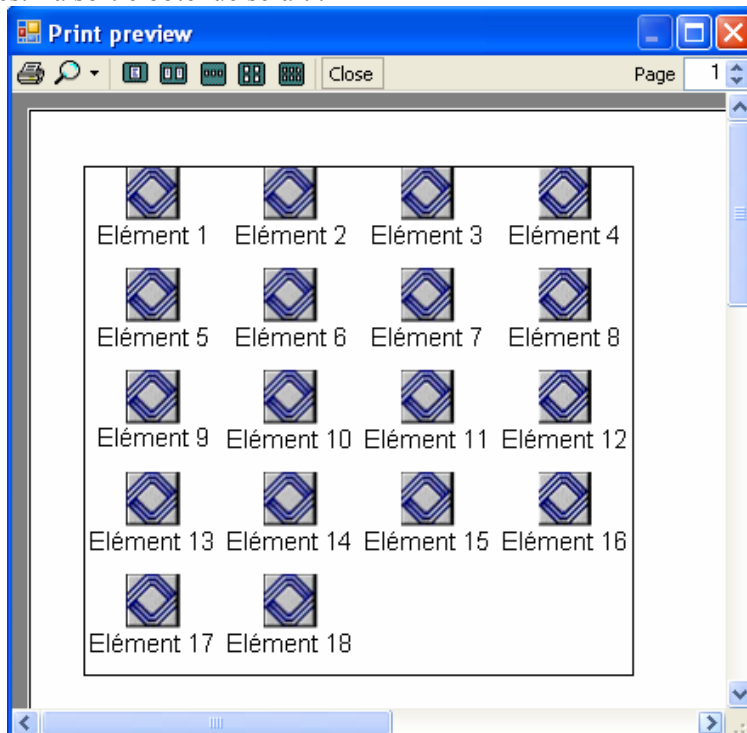 Print preview
Close Page 1
Elément 1 Elément 2 Elément 3 Elément 4
Elément 5 Elément 6 Elément 7 Elément 8
Elément 9 Elément 10 Elément 11 Elément 12
Elément 13 Elément 14 Elément 15 Elément 16
Elément 17 Elément 18